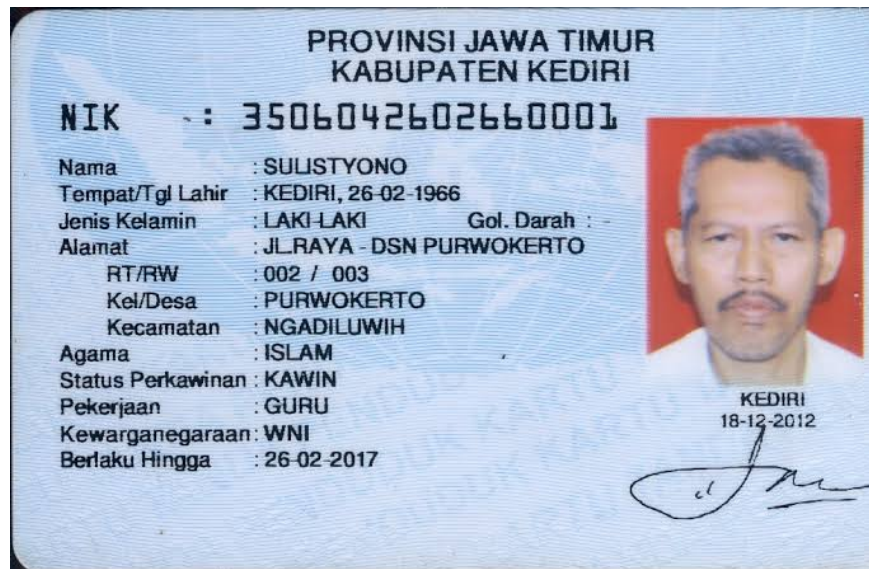 PROVINSI JAWA TIMUR
KABUPATEN KEDIRI
NIK : 3506042602660001
Nama : SULISTYONO
Tempat/Tgl Lahir : KEDIRI, 26-02-1966
Jenis Kelamin : LAKI-LAKI Gol. Darah : -
Alamat : JL.RAYA - DSN PURWOKERTO
RT/RW : 002 / 003
Kel/Desa : PURWOKERTO
Kecamatan : NGADILUWIH
Agama : ISLAM
Status Perkawinan : KAWIN
Pekerjaan : GURU
Kewarganegaraan : WNI
Berlaku Hingga : 26-02-2017
KEDIRI
18-12-2012